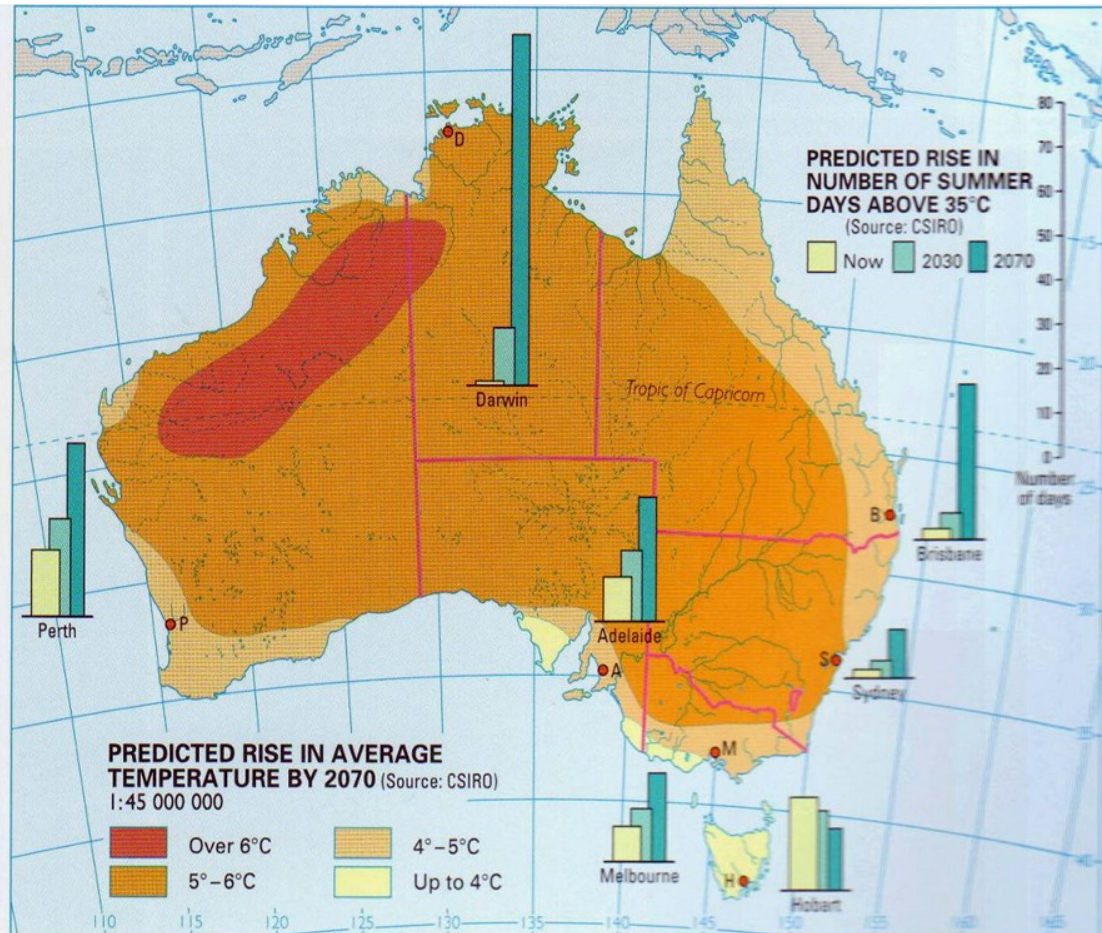 D
80
70
60
50
40
30
20
10
0
Number
of days
PREDICTED RISE IN
NUMBER OF SUMMER
DAYS ABOVE 35°C
(Source: CSIRO)
Now 2030 2070
15
20
25
Darwin
Tropic of Capricorn
B
Brisbane
P
Perth
Adelaide
A
S
Sydney
M
Melbourne
H
Hobart
PREDICTED RISE IN AVERAGE
TEMPERATURE BY 2070 (Source: CSIRO)
1:45 000 000
Over 6°C
4°–5°C
5°–6°C
Up to 4°C
110 115 120 125 130 135 140 145 150 155 160 165